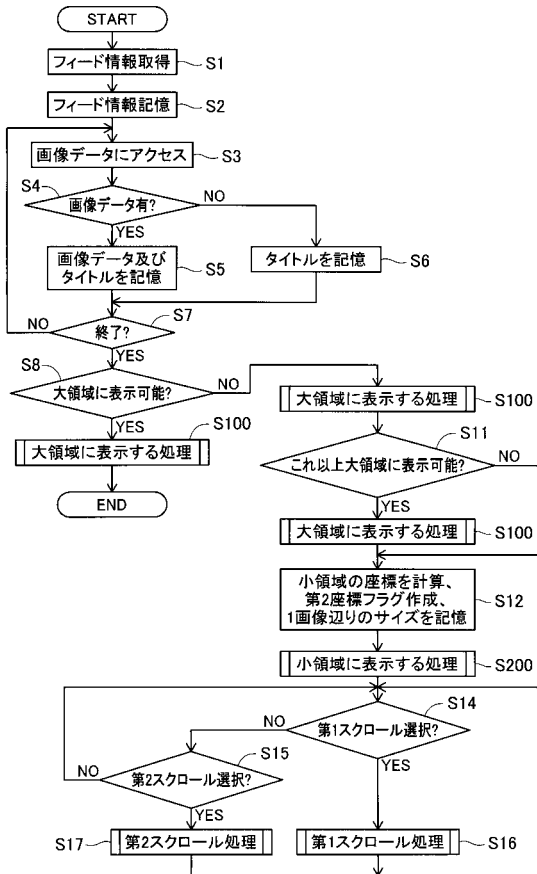 START
フィード情報取得
S1
フィード情報記憶
S2
画像データにアクセス
S3
S4
画像データ有?
NO
YES
画像データ及び
タイトルを記憶
S5
タイトルを記憶
S6
S7
終了?
NO
YES
S8
大領域に表示可能?
NO
YES
大領域に表示する処理
S100
END
大領域に表示する処理
S100
S11
これ以上大領域に表示可能?
NO
YES
大領域に表示する処理
S100
小領域の座標を計算、
第2座標フラグ作成、
1画像辺りのサイズを記憶
S12
小領域に表示する処理
S200
S14
第1スクロール選択?
NO
YES
S15
第2スクロール選択?
NO
YES
S17
第2スクロール処理
第1スクロール処理
S16